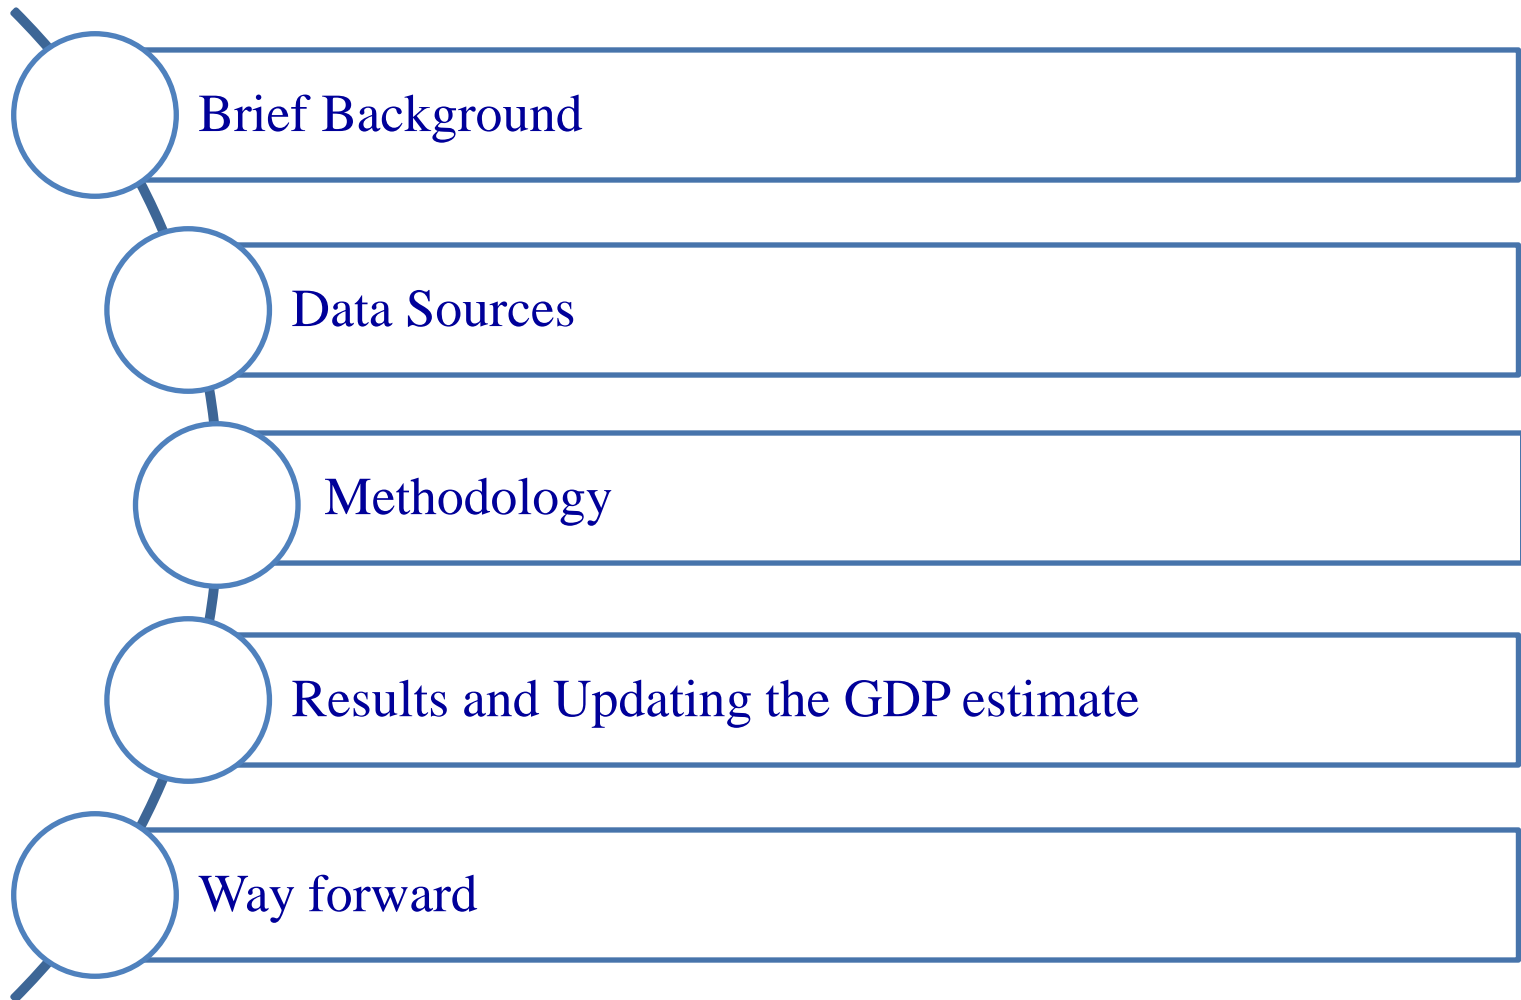 Brief Background
Data Sources
Methodology
Results and Updating the GDP estimate
Way forward